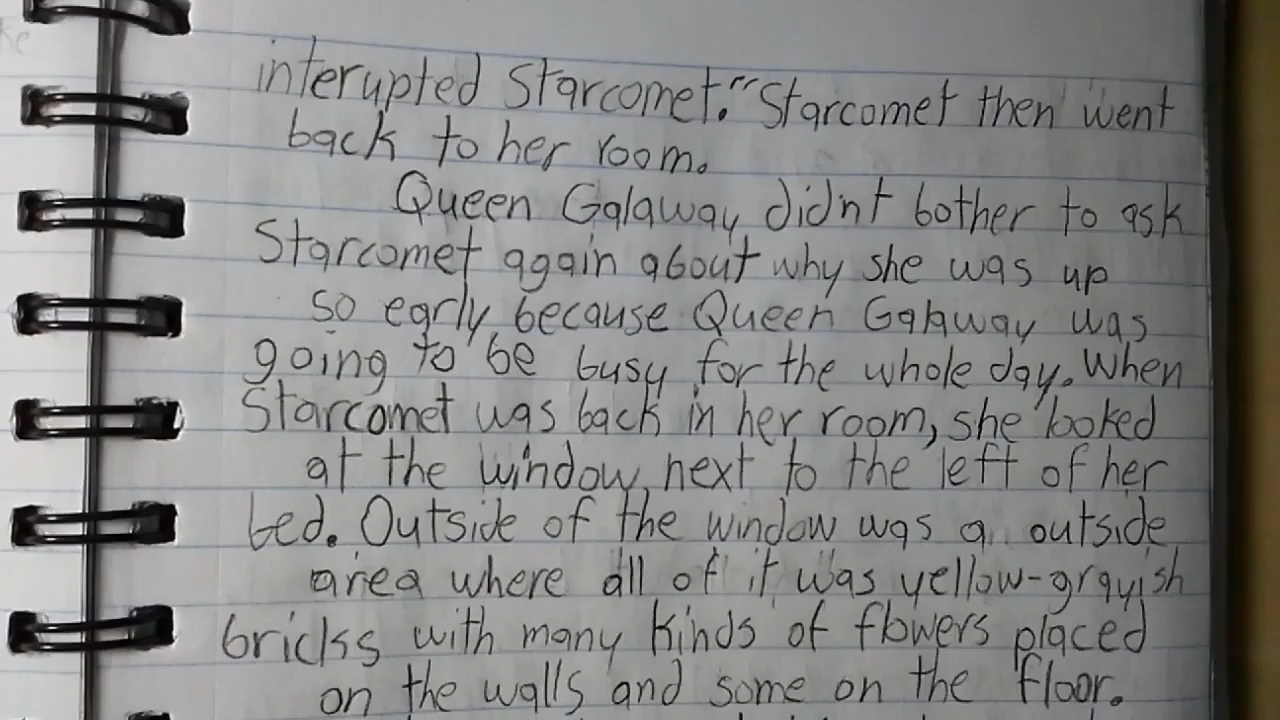 interupted Starcomet." Starcomet then went
back to her room.
Queen Galaway didnt bother to ask
Starcomet again about why she was up
so early because Queen Galaway was
going to be busy for the whole day. When
Starcomet was back in her room, she looked
at the window next to the left of her
bed. Outside of the window was a outside
area where all of it was yellow-grayish
bricks with many kinds of flowers placed
on the walls and some on the floor.